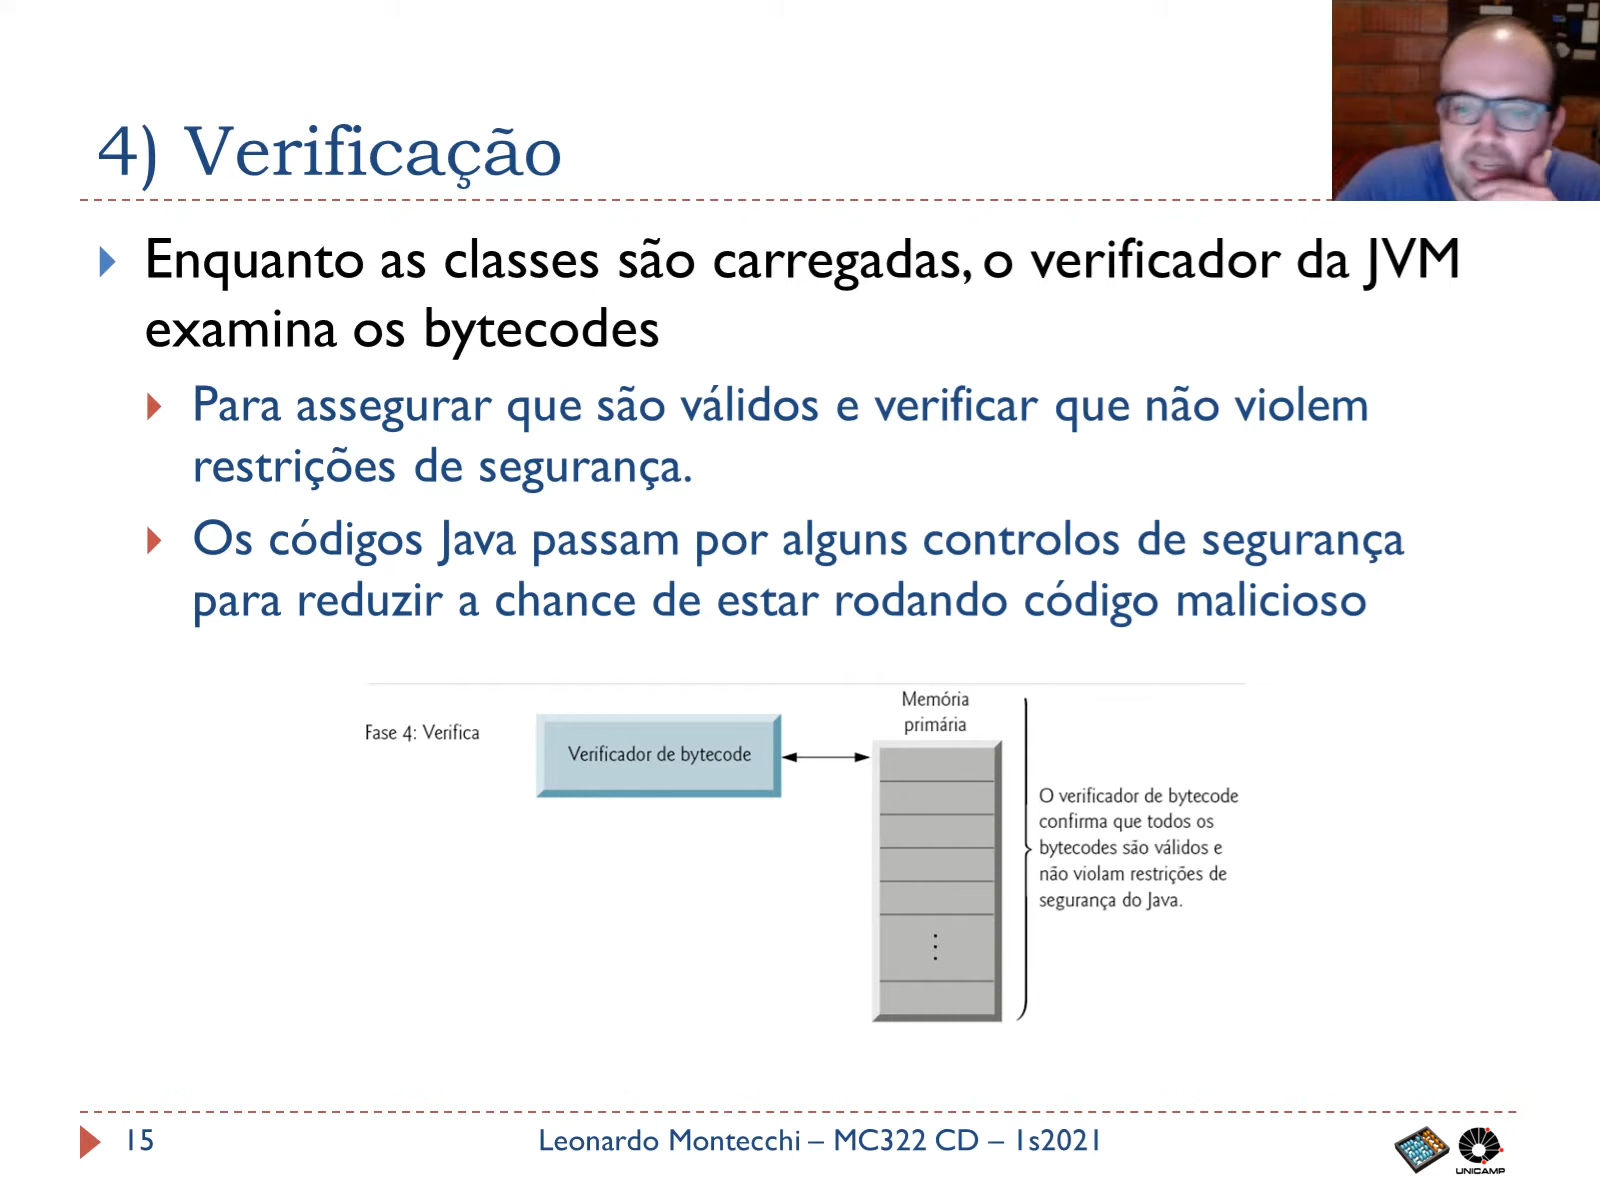 4) Verificação
Enquanto as classes são carregadas, o verificador da JVM
examina os bytecodes
Para assegurar que são válidos e verificar que não violem
restrições de segurança.
Os códigos Java passam por alguns controlos de segurança
para reduzir a chance de estar rodando código malicioso
Fase 4: Verifica
Verificador de bytecode
Memória
primária
O verificador de bytecode
confirma que todos os
bytecodes são válidos e
não violam restrições de
segurança do Java.
15
Leonardo Montecchi – MC322 CD – 1s2021
UNICAMP